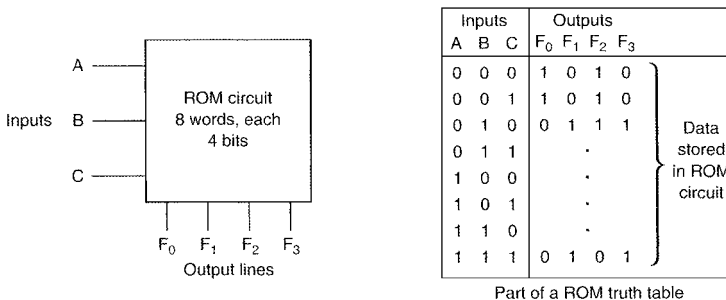 A
Inputs B
C
ROM circuit
8 words, each
4 bits
F0 F1 F2 F3
Output lines
Inputs Outputs
A B C F0 F1 F2 F3
0 0 0 1 0 1 0
0 0 1 1 0 1 0
0 1 0 0 1 1 1
0 1 1 .
1 0 0 .
1 0 1 .
1 1 0 .
1 1 1 0 1 0 1
Data
stored
in ROM
circuit
Part of a ROM truth table